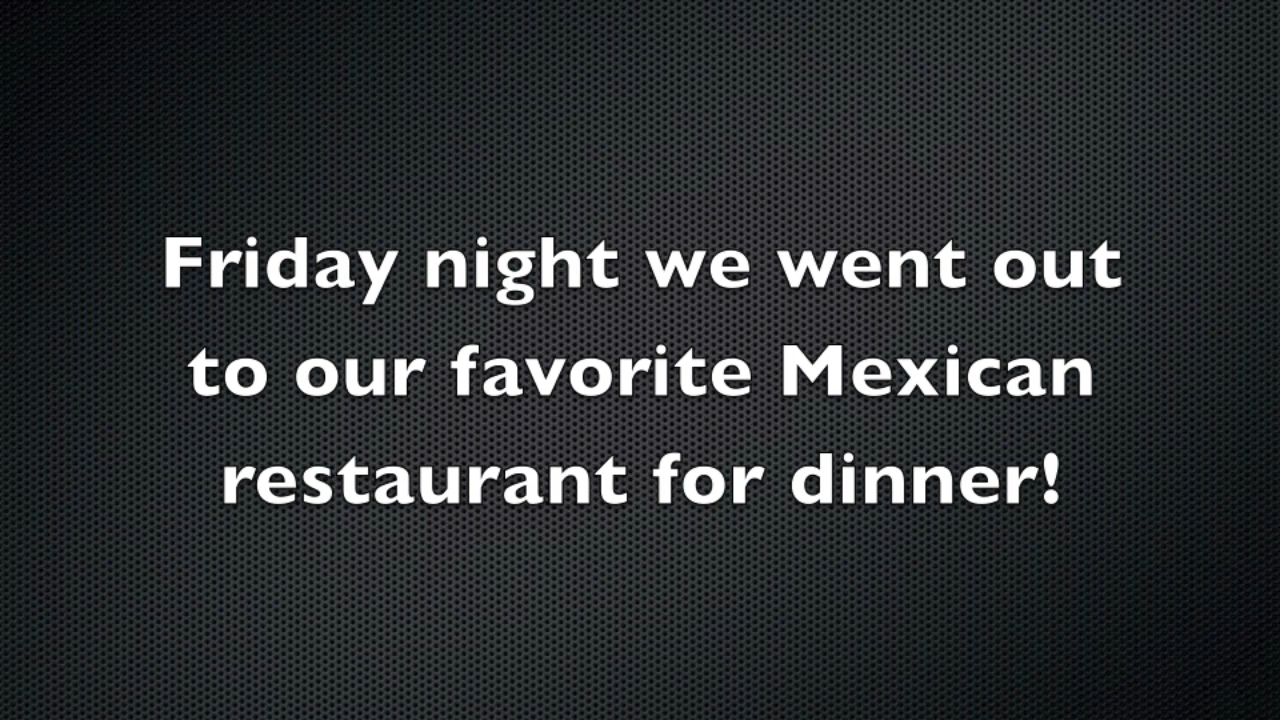 Friday night we went out
to our favorite Mexican
restaurant for dinner!